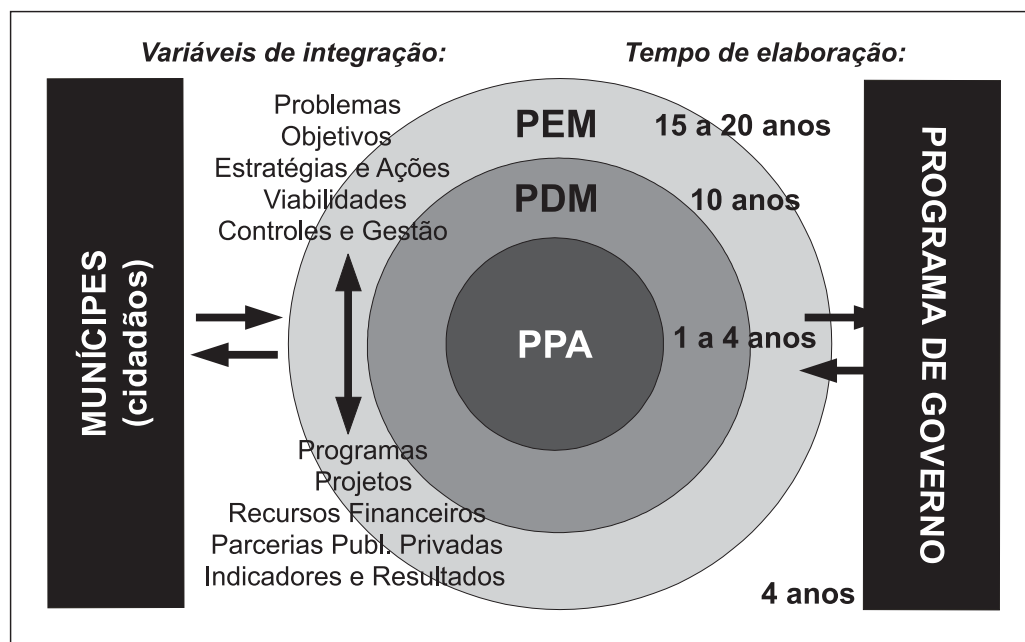 Variáveis de integração:
Tempo de elaboração:
MUNÍCIPES
(cidadãos)
Problemas
Objetivos
Estratégias e Ações
Viabilidades
Controles e Gestão
Programas
Projetos
Recursos Financeiros
Parcerias Publ. Privadas
Indicadores e Resultados
PEM
15 a 20 anos
PDM
10 anos
PPA
1 a 4 anos
4 anos
PROGRAMA DE GOVERNO